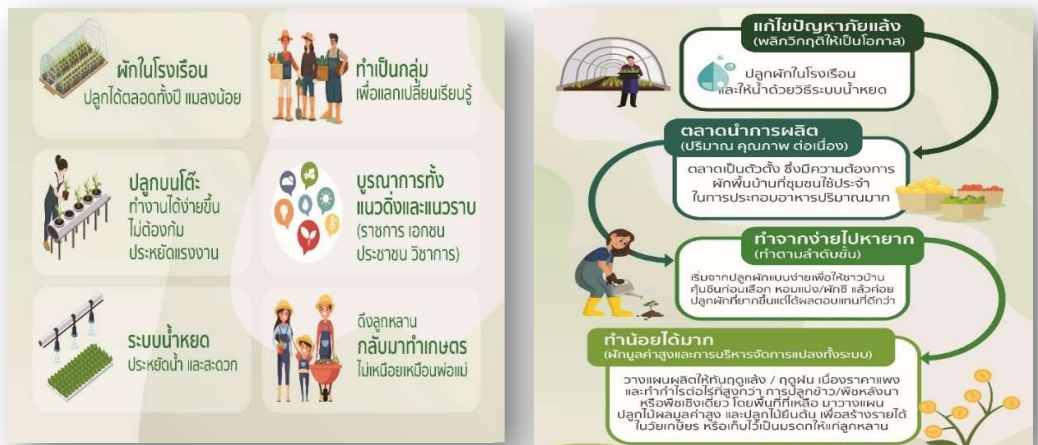 ผักในโรงเรือน
ปลูกได้ตลอดทั้งปี แมลงน้อย
ทำเป็นกลุ่ม
เพื่อแลกเปลี่ยนเรียนรู้
ปลูกบนโต๊ะ
ทำงานได้ง่ายขึ้น
ไม่ต้องก้ม
ประหยัดแรงงาน
บูรณาการทั้ง
แนวดิ่งและแนวราบ
(ราชการ เอกชน
ประชาชน วิชาการ)
ระบบน้ำหยด
ประหยัดน้ำ และสะดวก
ดึงลูกหลาน
กลับมาทำเกษตร
ไม่เหนื่อยเหมือนพ่อแม่
แก้ไขปัญหาภัยแล้ง
(พลิกวิกฤติให้เป็นโอกาส)
ปลูกผักในโรงเรือน
และให้น้ำด้วยวิธีระบบน้ำหยด
ตลาดนำการผลิต
(ปริมาณ คุณภาพ ต่อเนื่อง)
ตลาดเป็นตัวตั้ง ซึ่งมีความต้องการ
ผักพื้นบ้านที่ชุมชนใช้ประจำ
ในการประกอบอาหารปริมาณมาก
ทำจากง่ายไปหายาก
(ทำตามลำดับขั้น)
เริ่มจากปลูกผักแบบง่ายเพื่อให้ชาวบ้าน
คุ้นชินก่อนเลือก หอมแบ่ง/ผักชี แล้วค่อย
ปลูกผักที่ยากขึ้นแต่ได้ผลตอบแทนที่ดีกว่า
ทำน้อยได้มาก
(ผักมูลค่าสูงและการบริหารจัดการแปลงทั้งระบบ)
วางแผนผลิตให้ทันฤดูแล้ง / ฤดูฝน เนื่องราคาแพง
และทำกำไรต่อไร่ที่สูงกว่า การปลูกข้าว/พืชหลังนา
หรือพืชเชิงเดี่ยว โดยพื้นที่ที่เหลือ มาวางแผน
ปลูกไม้ผลมูลค่าสูง และปลูกไม้ยืนต้น เพื่อสร้างรายได้
ในวัยเกษียร หรือเก็บไว้เป็นมรดกให้แก่ลูกหลาน